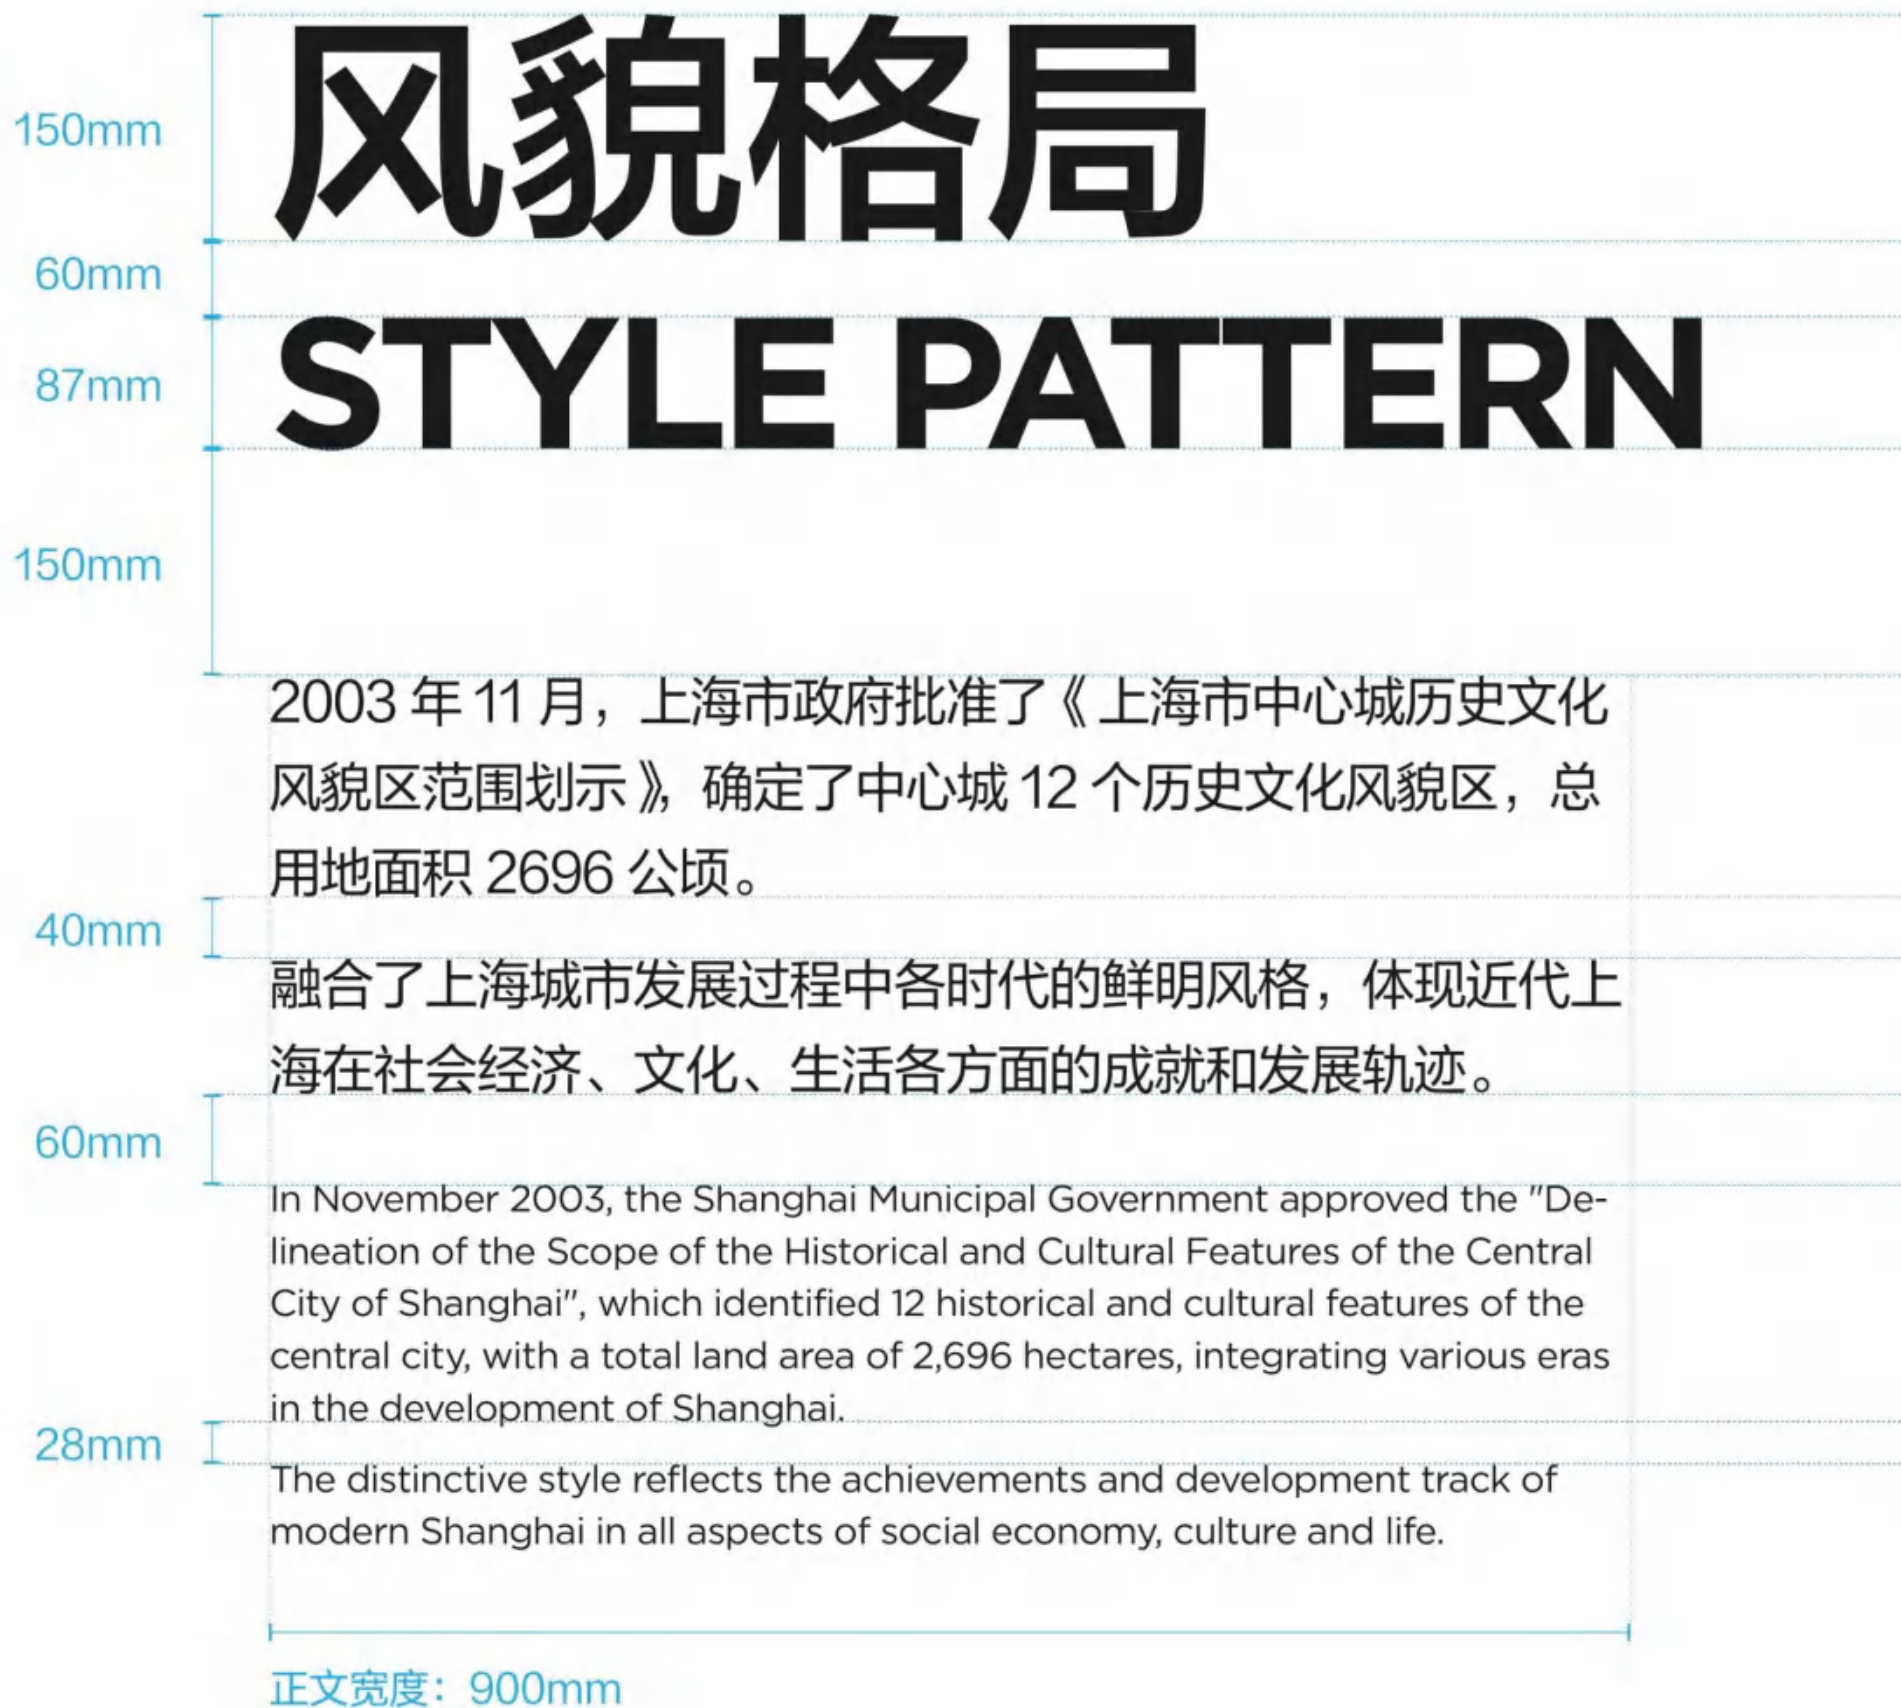 150mm
风貌格局
60mm
87mm
STYLE PATTERN
150mm
2003 年 11 月，上海市政府批准了《上海市中心城历史文化
风貌区范围划示》，确定了中心城 12 个历史文化风貌区，总
用地面积 2696 公顷。
40mm
融合了上海城市发展过程中各时代的鲜明风格，体现近代上
海在社会经济、文化、生活各方面的成就和发展轨迹。
60mm
In November 2003, the Shanghai Municipal Government approved the "De-
lineation of the Scope of the Historical and Cultural Features of the Central
City of Shanghai", which identified 12 historical and cultural features of the
central city, with a total land area of 2,696 hectares, integrating various eras
in the development of Shanghai.
28mm
The distinctive style reflects the achievements and development track of
modern Shanghai in all aspects of social economy, culture and life.
正文宽度：900mm